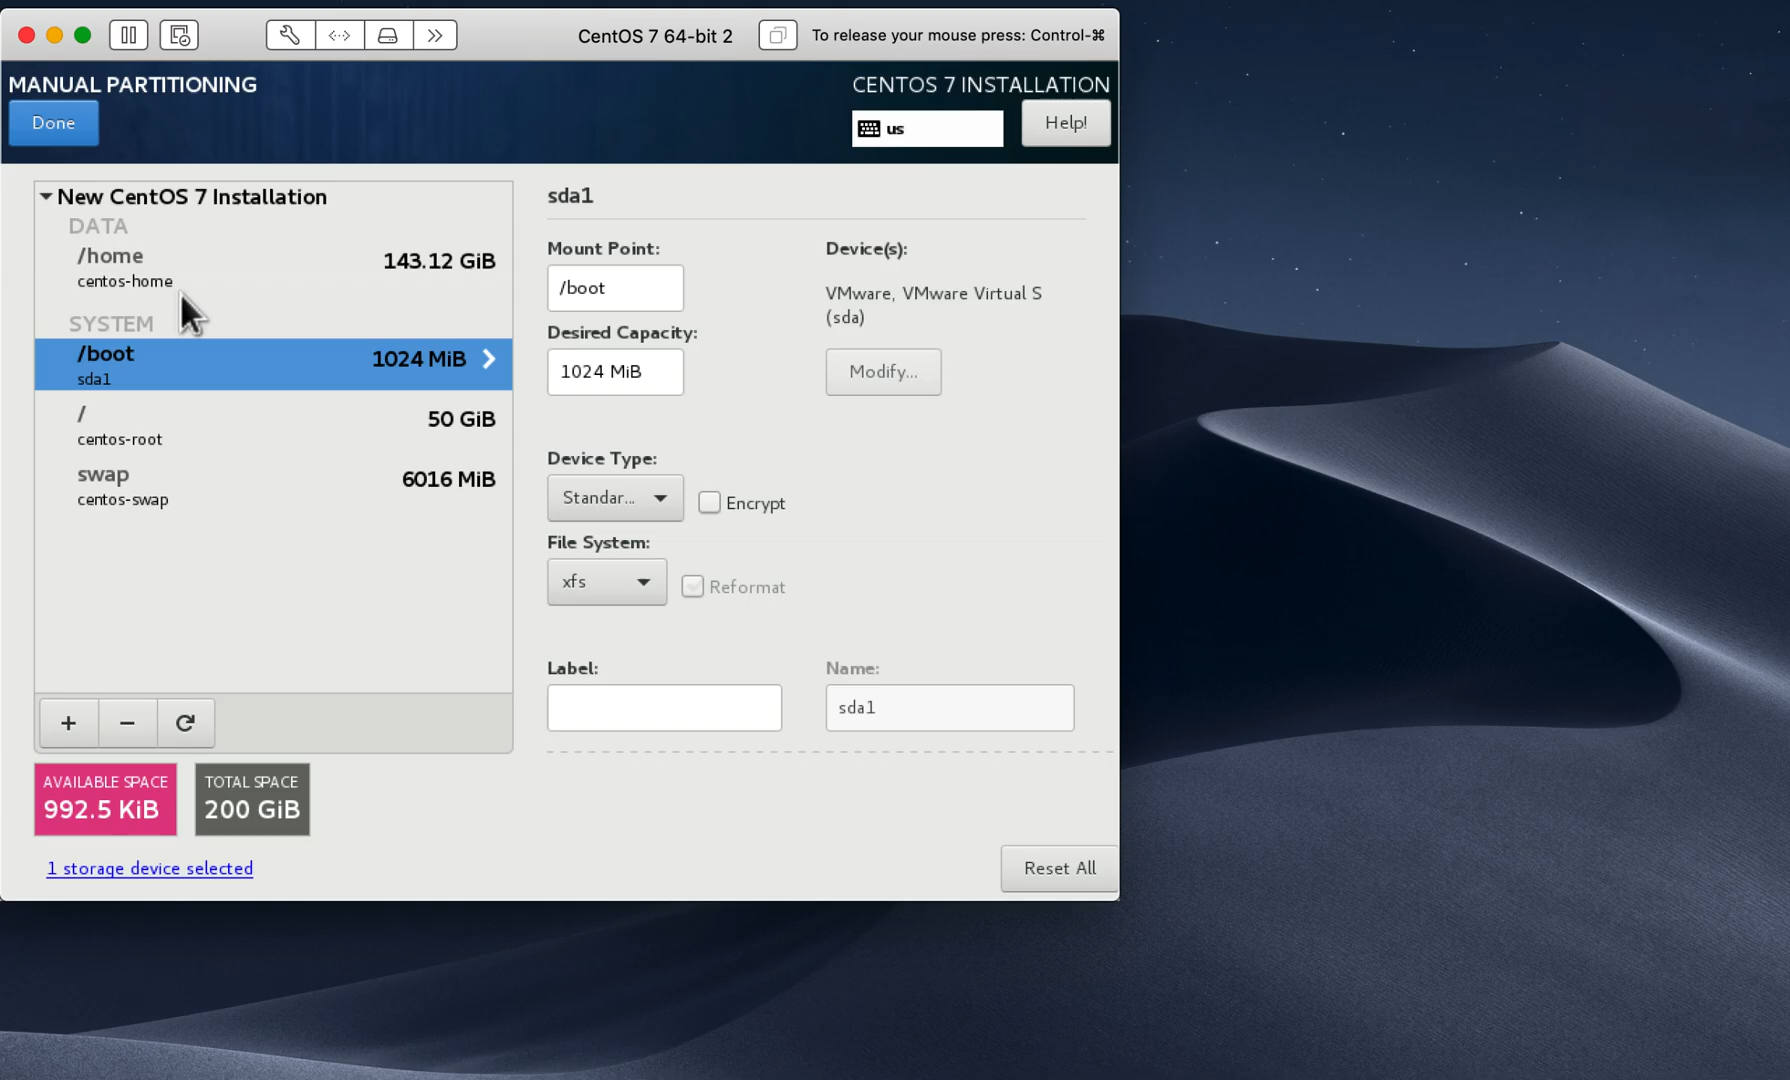 CentOS 7 64-bit 2
To release your mouse press: Control-⌘
MANUAL PARTITIONING
CENTOS 7 INSTALLATION
Done
us
Help!
New CentOS 7 Installation
DATA
/home
143.12 GiB
centos-home
SYSTEM
/boot
1024 MiB
sda1
/
50 GiB
centos-root
swap
6016 MiB
centos-swap
+
-
sda1
Mount Point:
/boot
Device(s):
VMware, VMware Virtual S
(sda)
Desired Capacity:
1024 MiB
Modify...
Device Type:
Standar...
Encrypt
File System:
xfs
Reformat
Label:
Name:
sda1
AVAILABLE SPACE
992.5 KiB
TOTAL SPACE
200 GiB
1 storage device selected
Reset All